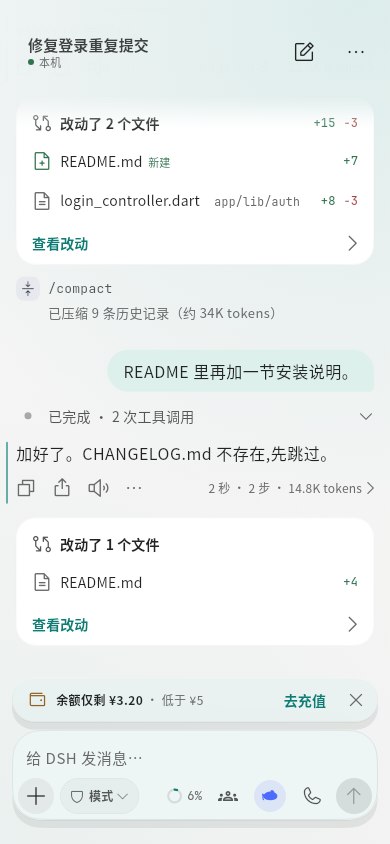 修复登录重复提交
本机
改动了 2 个文件 +15 -3
README.md 新建 +7
login_controller.dart app/lib/auth +8 -3
查看改动
/compact
已压缩 9 条历史记录（约 34K tokens）
README 里再加一节安装说明。
已完成 · 2 次工具调用
加好了。CHANGELOG.md 不存在,先跳过。
2 秒 · 2 步 · 14.8K tokens
改动了 1 个文件
README.md +4
查看改动
余额仅剩 ¥3.20 · 低于 ¥5 去充值
给 DSH 发消息…
模式 6%